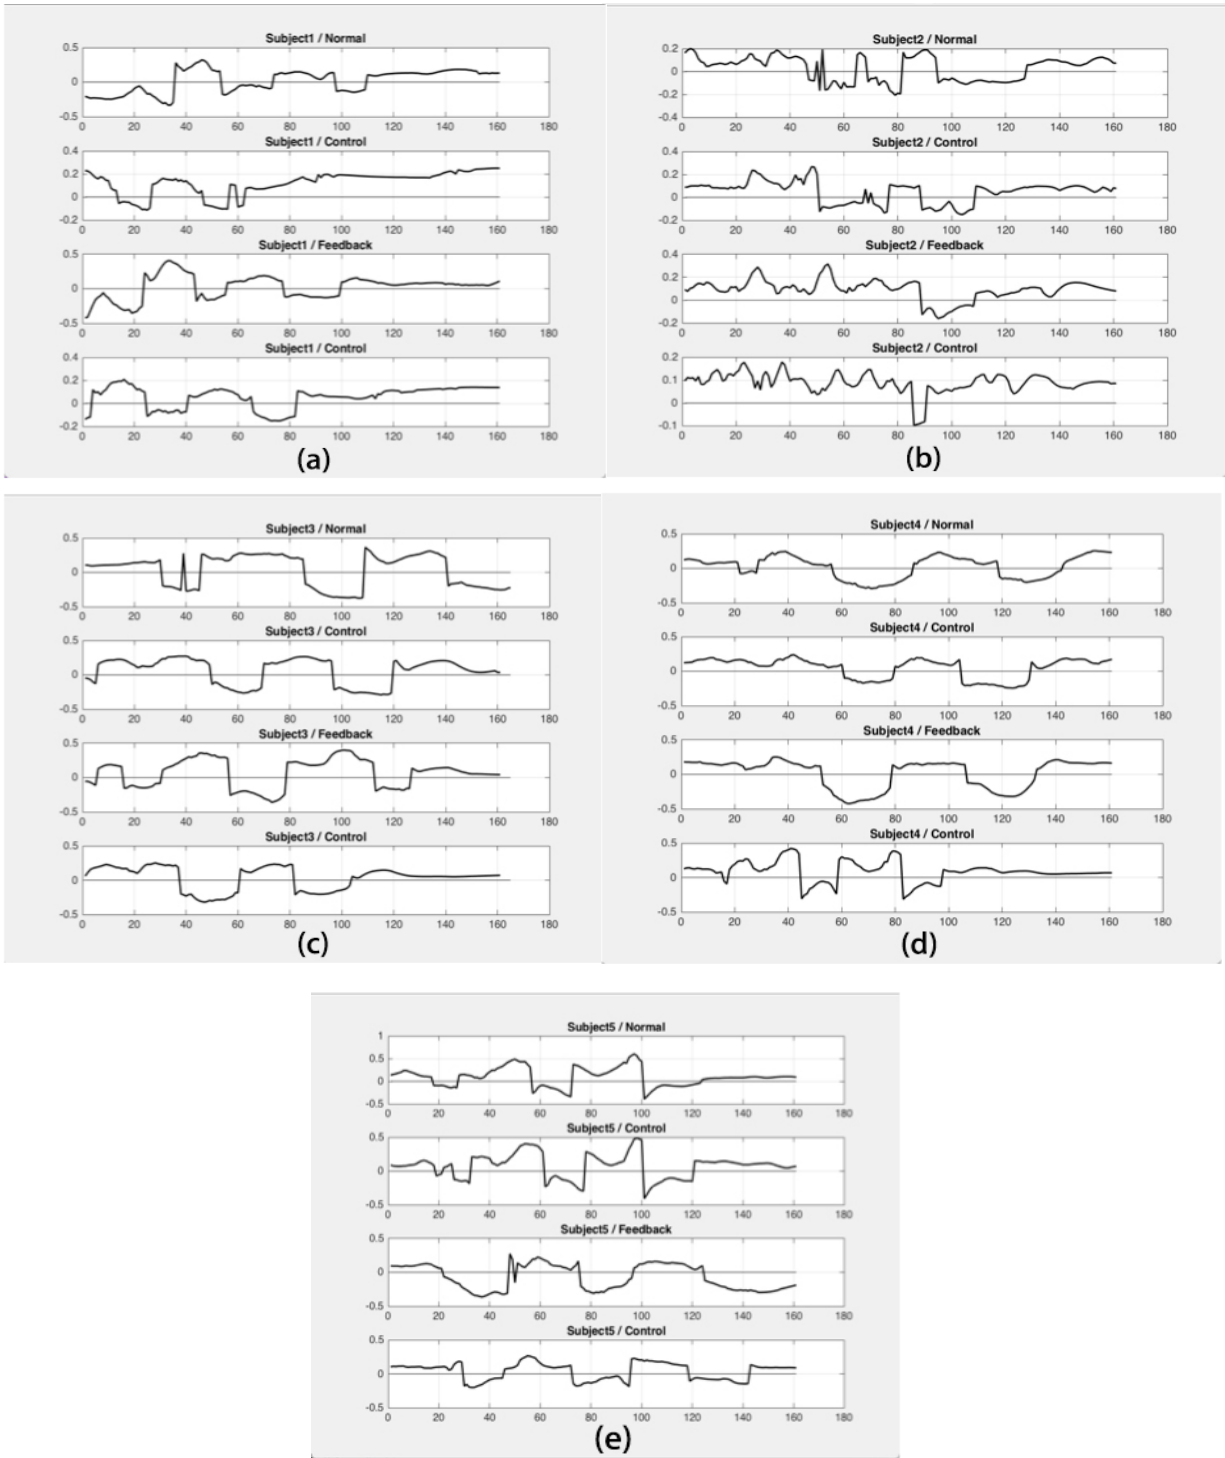 Subject1 / Normal
0.5
0
-0.5
0 20 40 60 80 100 120 140 160 180
Subject1 / Control
0.4
0.2
0
-0.2
0 20 40 60 80 100 120 140 160 180
Subject1 / Feedback
0.5
0
-0.5
0 20 40 60 80 100 120 140 160 180
Subject1 / Control
0.4
0.2
0
-0.2
0 20 40 60 80 100 120 140 160 180
(a)
Subject2 / Normal
0.2
0
-0.2
-0.4
0 20 40 60 80 100 120 140 160 180
Subject2 / Control
0.4
0.2
0
-0.2
0 20 40 60 80 100 120 140 160 180
Subject2 / Feedback
0.4
0.2
0
-0.2
0 20 40 60 80 100 120 140 160 180
Subject2 / Control
0.2
0.1
0
-0.1
0 20 40 60 80 100 120 140 160 180
(b)
Subject3 / Normal
0.5
0
-0.5
0 20 40 60 80 100 120 140 160 180
Subject3 / Control
0.5
0
-0.5
0 20 40 60 80 100 120 140 160 180
Subject3 / Feedback
0.5
0
-0.5
0 20 40 60 80 100 120 140 160 180
Subject3 / Control
0.5
0
-0.5
0 20 40 60 80 100 120 140 160 180
(c)
Subject4 / Normal
0.5
0
-0.5
0 20 40 60 80 100 120 140 160 180
Subject4 / Control
0.5
0
-0.5
0 20 40 60 80 100 120 140 160 180
Subject4 / Feedback
0.5
0
-0.5
0 20 40 60 80 100 120 140 160 180
Subject4 / Control
0.5
0
-0.5
0 20 40 60 80 100 120 140 160 180
(d)
Subject5 / Normal
1
0.5
0
-0.5
0 20 40 60 80 100 120 140 160 180
Subject5 / Control
0.5
0
-0.5
0 20 40 60 80 100 120 140 160 180
Subject5 / Feedback
0.5
0
-0.5
0 20 40 60 80 100 120 140 160 180
Subject5 / Control
0.5
0
-0.5
0 20 40 60 80 100 120 140 160 180
(e)